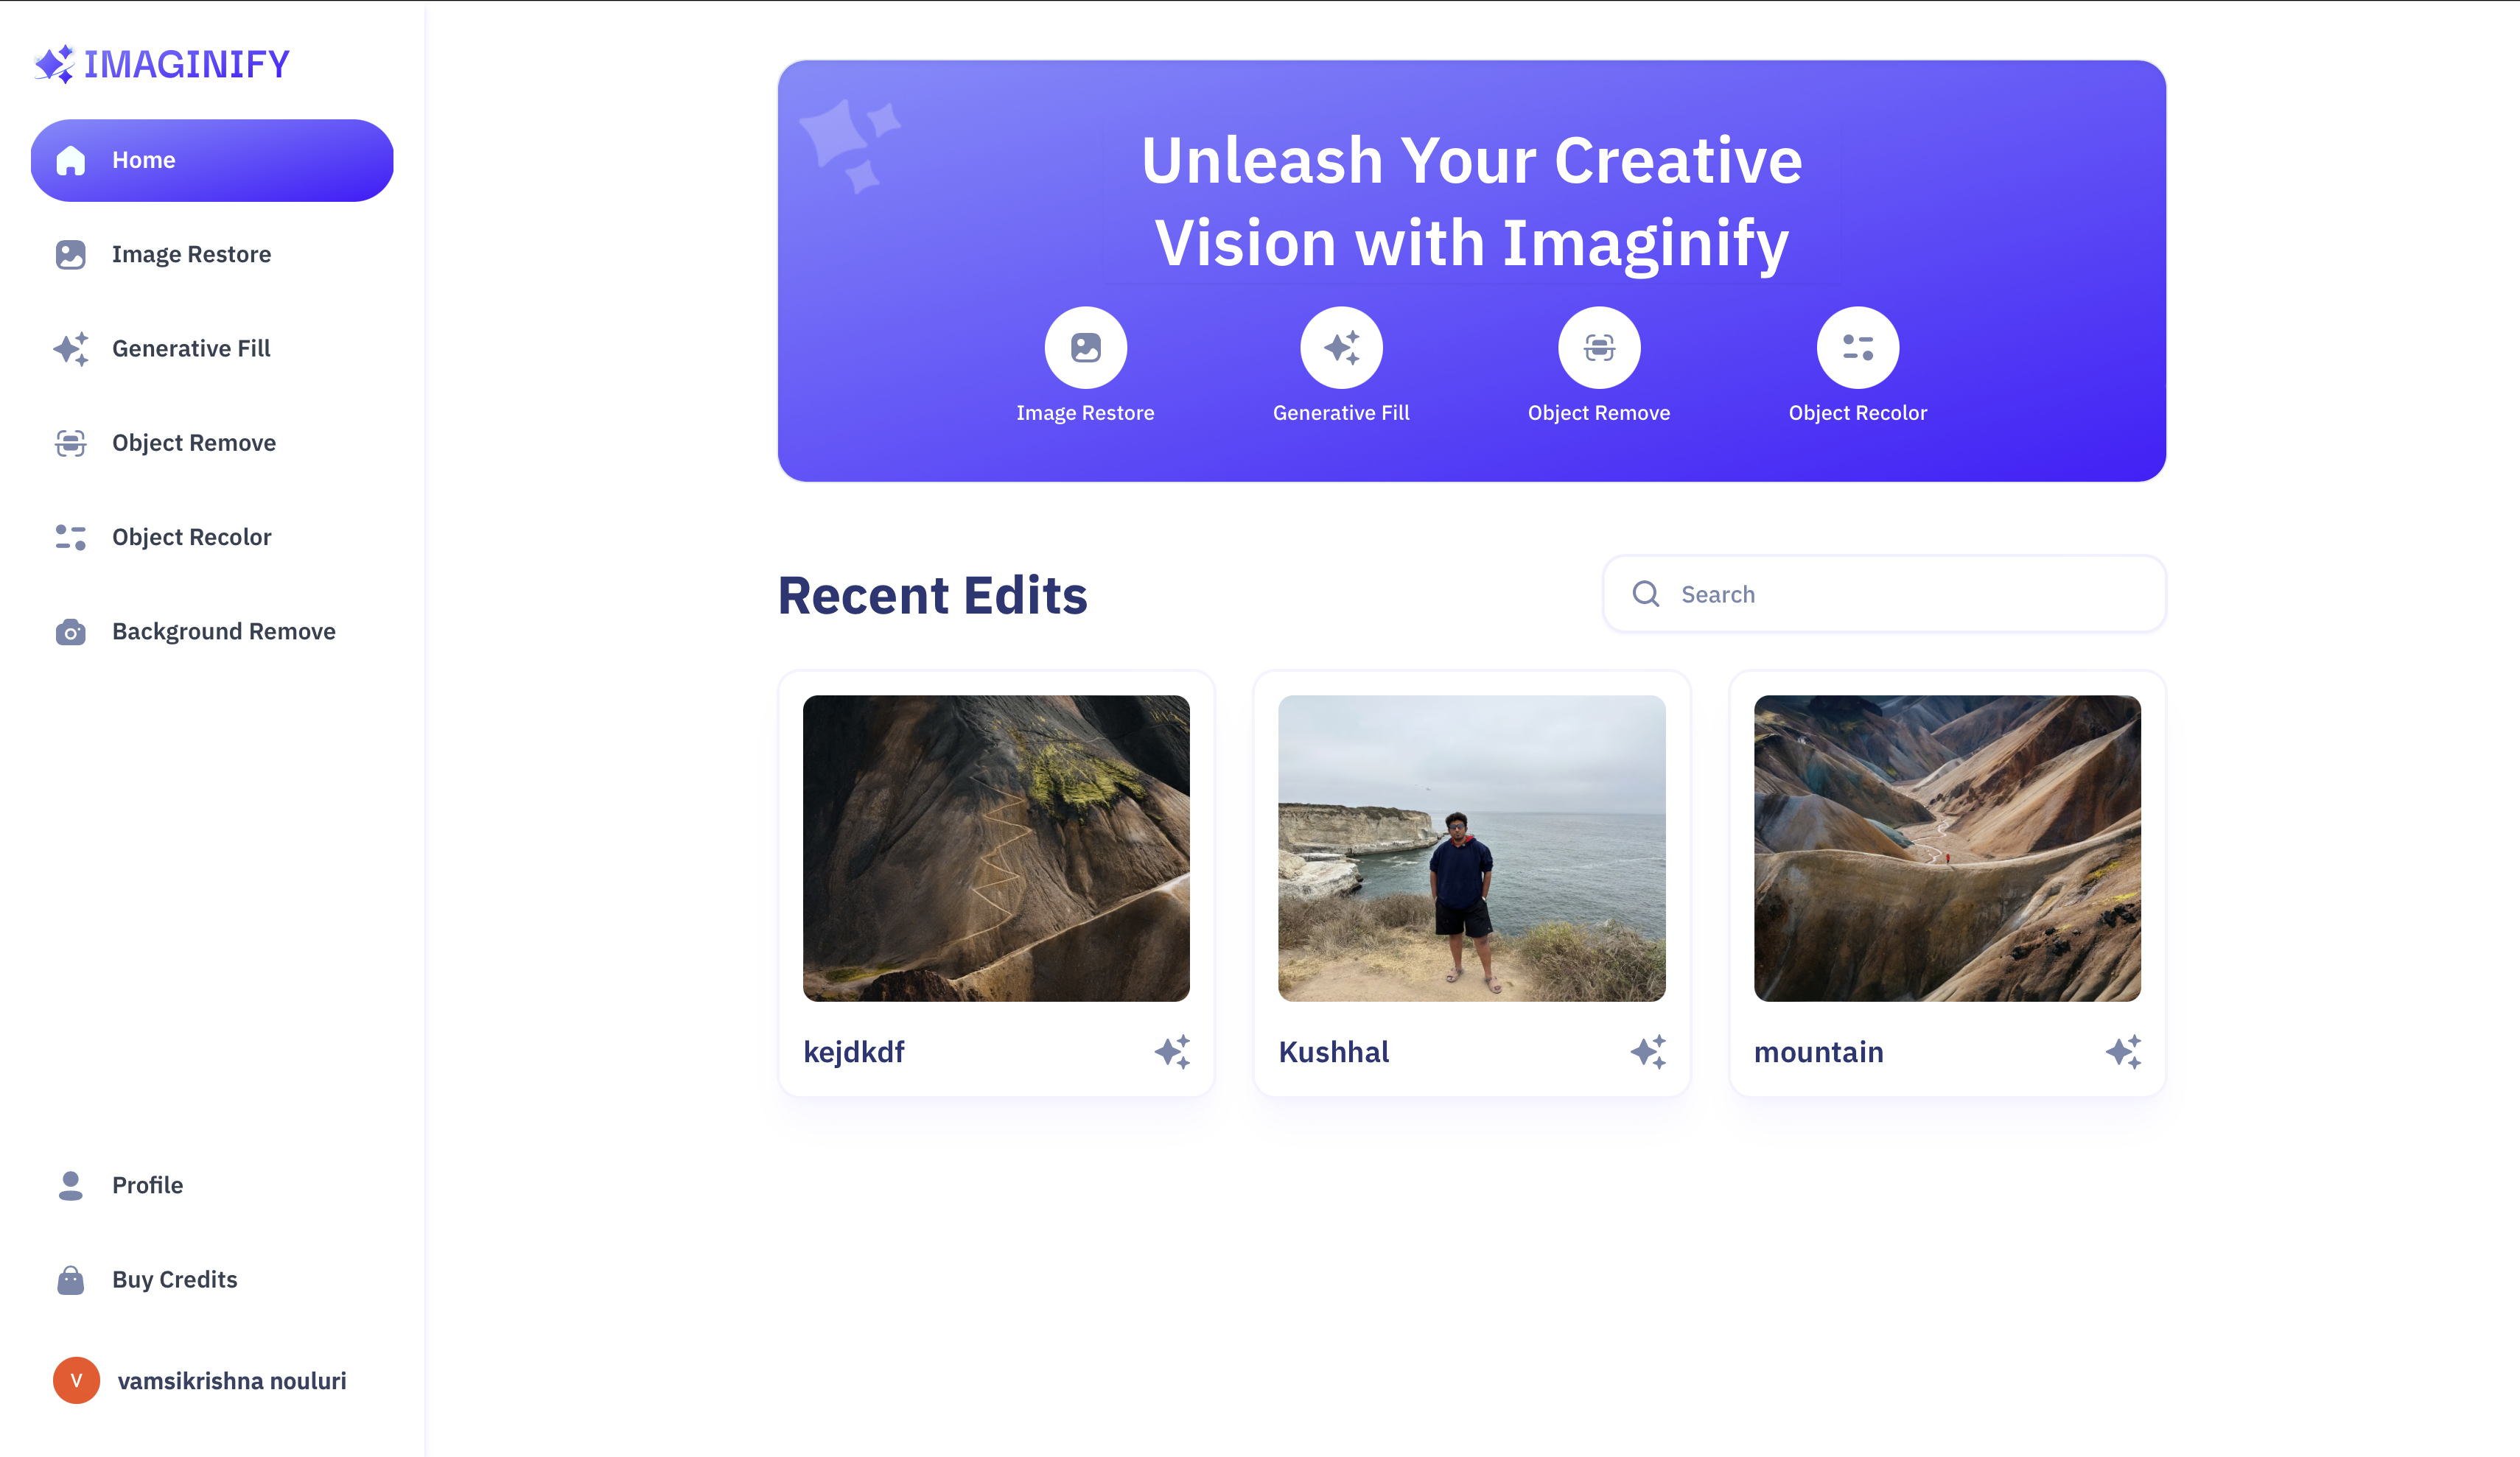 IMAGINIFY
Home
Image Restore
Generative Fill
Object Remove
Object Recolor
Background Remove
Profile
Buy Credits
V
vamsikrishna nouluri
Unleash Your Creative
Vision with Imaginify
Image Restore
Generative Fill
Object Remove
Object Recolor
Recent Edits
Search
kejdkdf
Kushhal
mountain